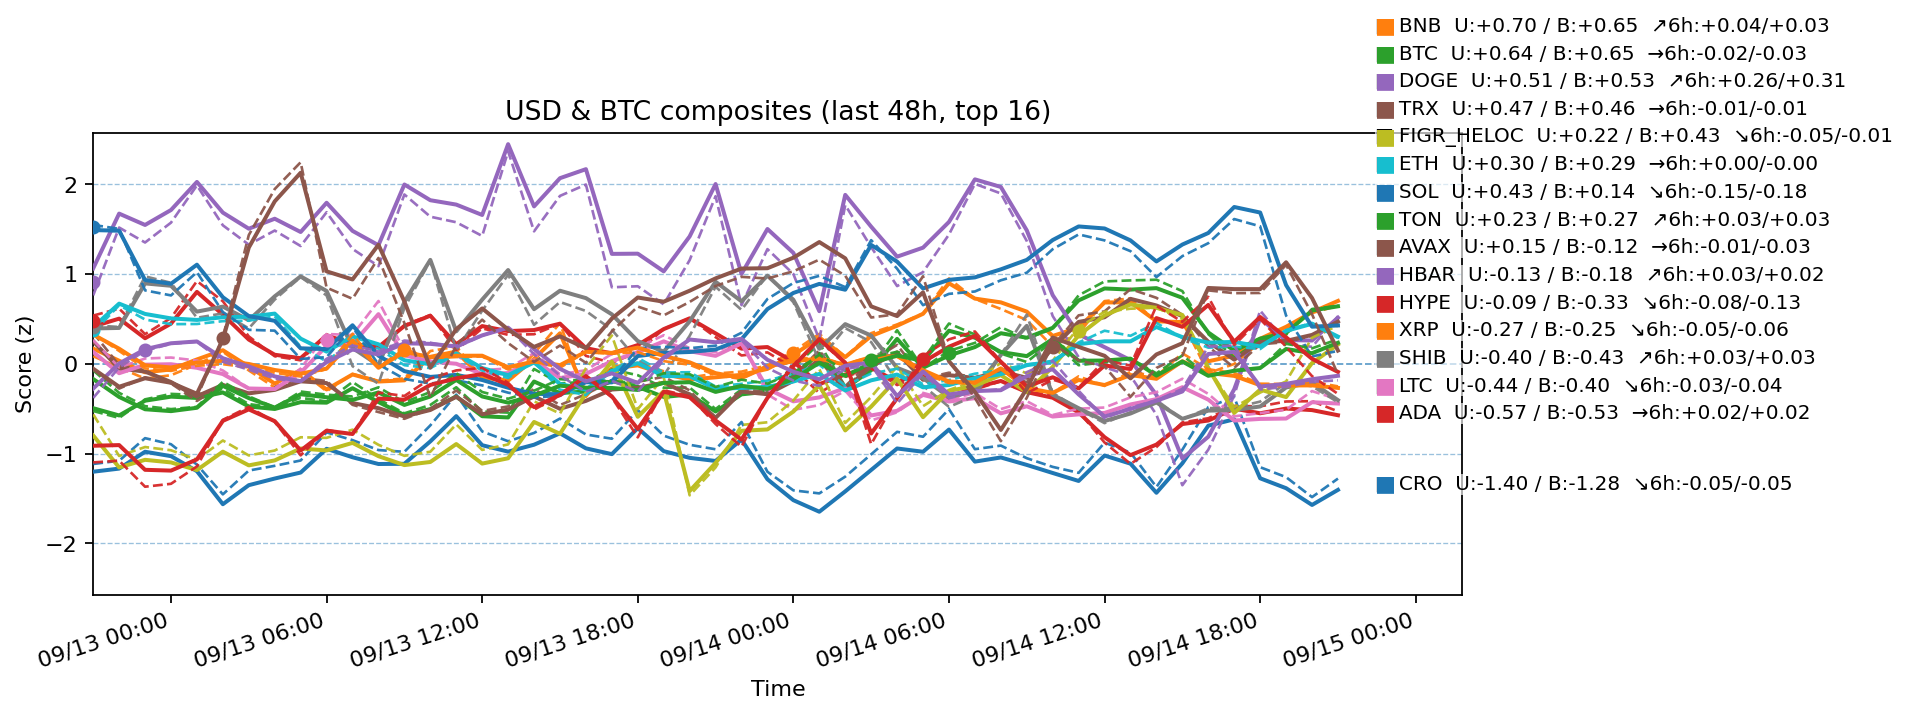 BNB  U:+0.70 / B:+0.65  ↗6h:+0.04/+0.03
BTC  U:+0.64 / B:+0.65  →6h:-0.02/-0.03
DOGE  U:+0.51 / B:+0.53  ↗6h:+0.26/+0.31
TRX  U:+0.47 / B:+0.46  →6h:-0.01/-0.01
FIGR_HELOC  U:+0.22 / B:+0.43  ↘6h:-0.05/-0.01
ETH  U:+0.30 / B:+0.29  →6h:+0.00/-0.00
SOL  U:+0.43 / B:+0.14  ↘6h:-0.15/-0.18
TON  U:+0.23 / B:+0.27  ↗6h:+0.03/+0.03
AVAX  U:+0.15 / B:-0.12  →6h:-0.01/-0.03
HBAR  U:-0.13 / B:-0.18  ↗6h:+0.03/+0.02
HYPE  U:-0.09 / B:-0.33  ↘6h:-0.08/-0.13
XRP  U:-0.27 / B:-0.25  ↘6h:-0.05/-0.06
SHIB  U:-0.40 / B:-0.43  ↗6h:+0.03/+0.03
LTC  U:-0.44 / B:-0.40  ↘6h:-0.03/-0.04
ADA  U:-0.57 / B:-0.53  →6h:+0.02/+0.02
CRO  U:-1.40 / B:-1.28  ↘6h:-0.05/-0.05
USD & BTC composites (last 48h, top 16)
Score (z)
2
1
0
−1
−2
09/13 00:00
09/13 06:00
09/13 12:00
09/13 18:00
09/14 00:00
09/14 06:00
09/14 12:00
09/14 18:00
09/15 00:00
Time